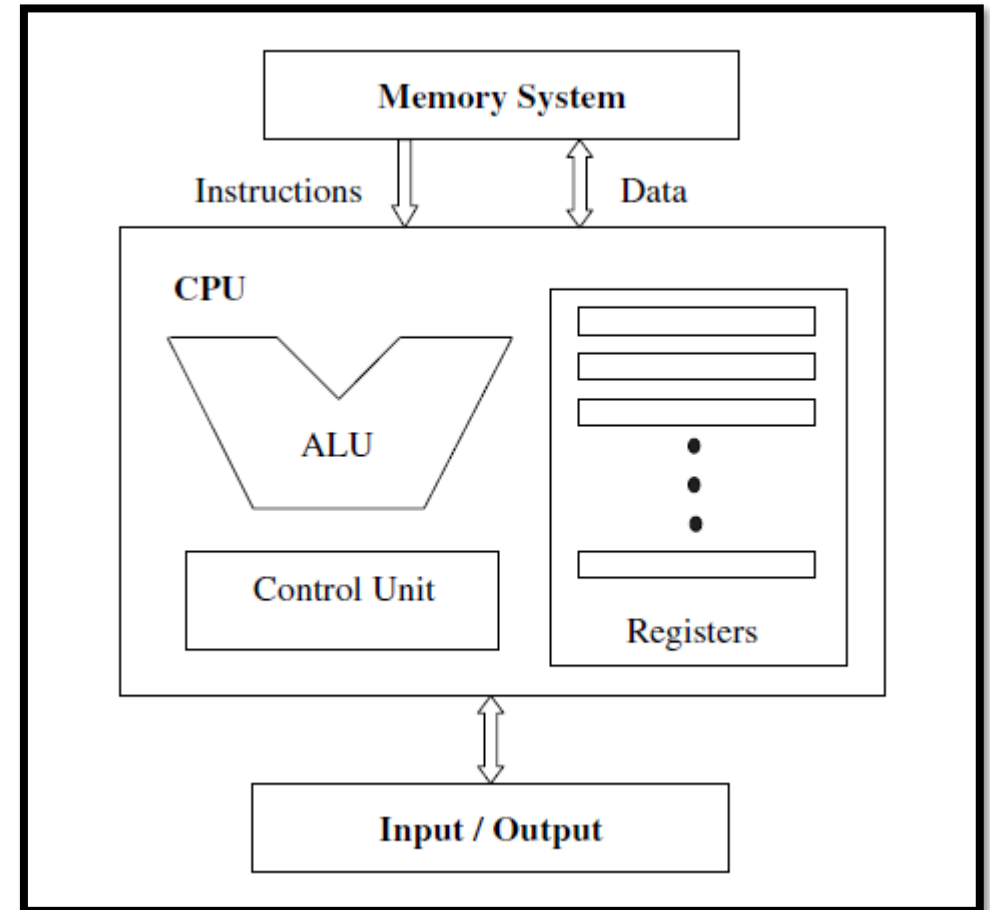 Memory System
Instructions
Data
CPU
ALU
Control Unit
Registers
Input / Output